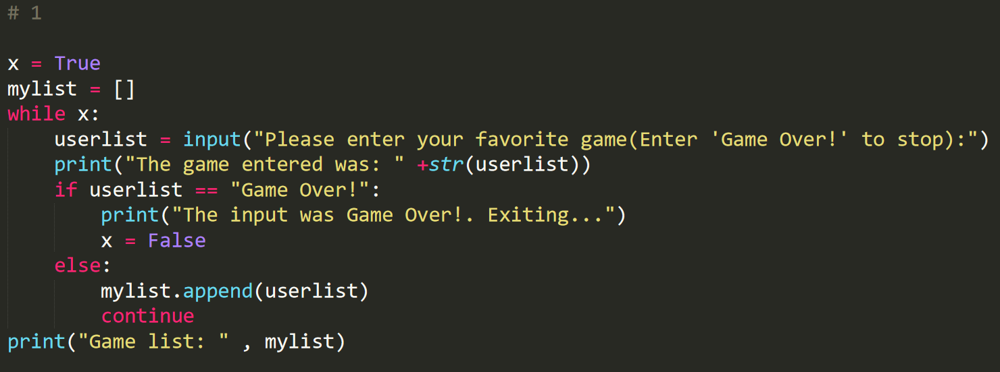 # 1
x = True
mylist = []
while x:
    userlist = input("Please enter your favorite game(Enter 'Game Over!' to stop):")
    print("The game entered was: " +str(userlist))
    if userlist == "Game Over!":
        print("The input was Game Over!. Exiting...")
        x = False
    else:
        mylist.append(userlist)
        continue
print("Game list: " , mylist)